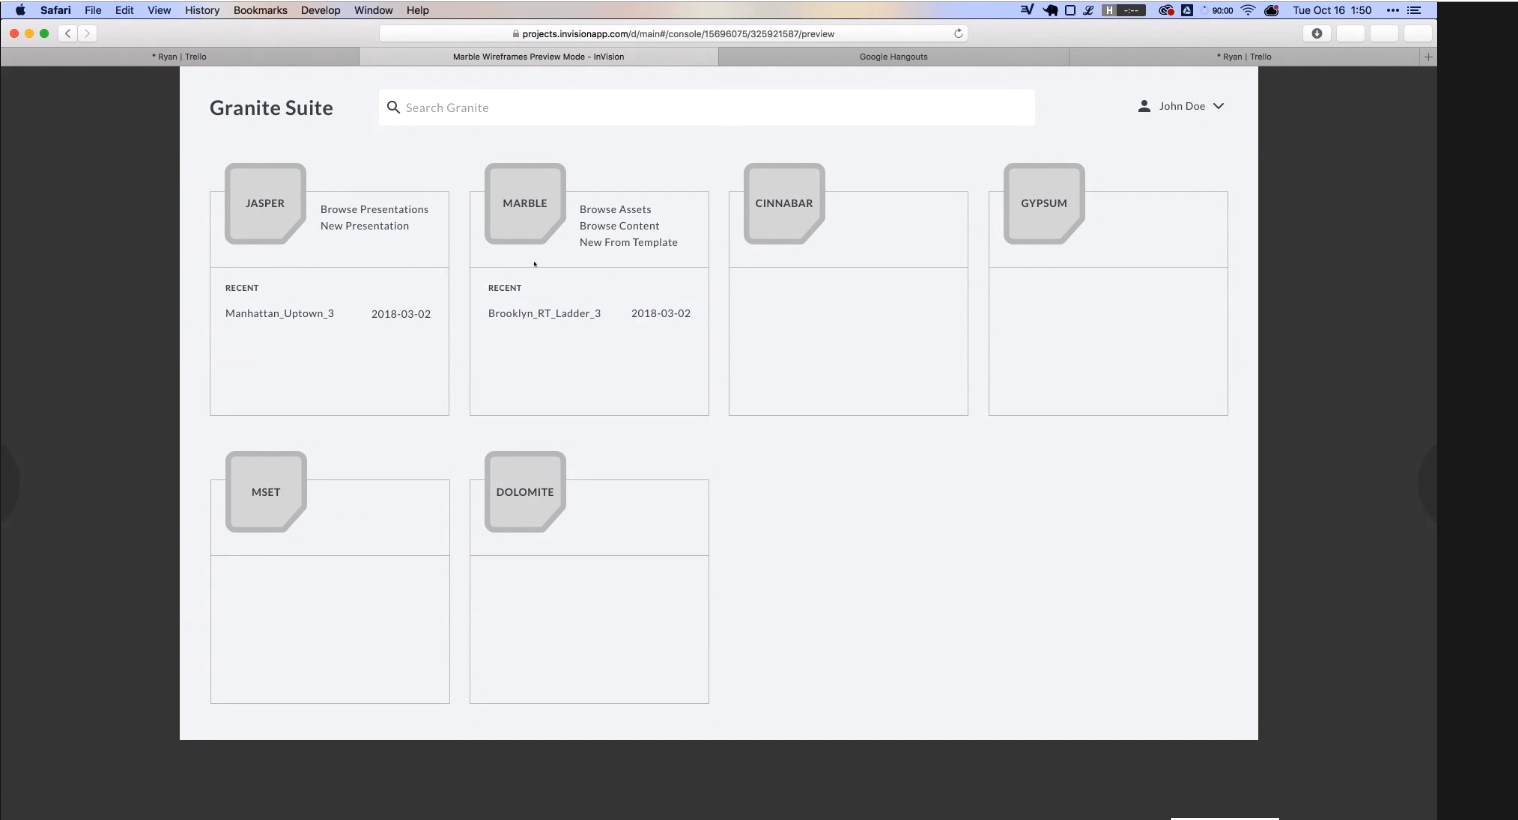 Safari File Edit View History Bookmarks Develop Window Help H -:-- 90:00 Tue Oct 16 1:50
projects.invisionapp.com/d/main#/console/15696075/325921587/preview
* Ryan | Trello Marble Wireframes Preview Mode - InVision Google Hangouts * Ryan | Trello
Granite Suite Search Granite John Doe
JASPER
Browse Presentations
New Presentation
RECENT
Manhattan_Uptown_3 2018-03-02
MARBLE
Browse Assets
Browse Content
New From Template
RECENT
Brooklyn_RT_Ladder_3 2018-03-02
CINNABAR
GYPSUM
MSET
DOLOMITE